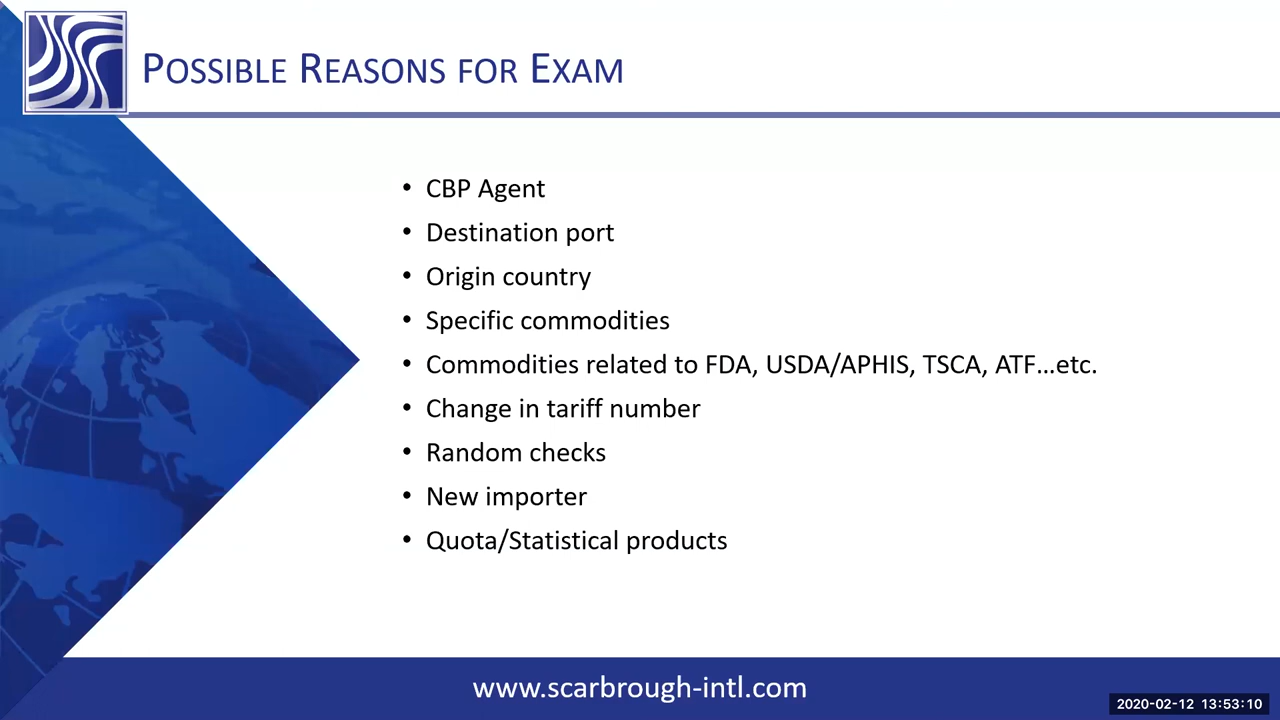 Possible Reasons for Exam
• CBP Agent
• Destination port
• Origin country
• Specific commodities
• Commodities related to FDA, USDA/APHIS, TSCA, ATF...etc.
• Change in tariff number
• Random checks
• New importer
• Quota/Statistical products
www.scarbrough-intl.com
2020-02-12 13:53:10